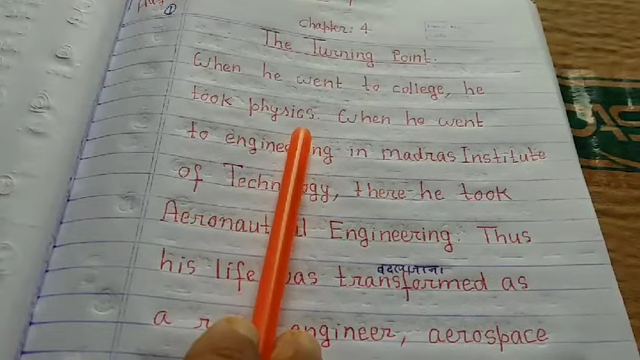 Chapter: 4
The Turning Point.
When he went to college, he
took physics. When he went
to engineering in madras Institute
of Technology, there he took
Aeronautical Engineering. Thus
his life was transformed as
a engineer, aerospace